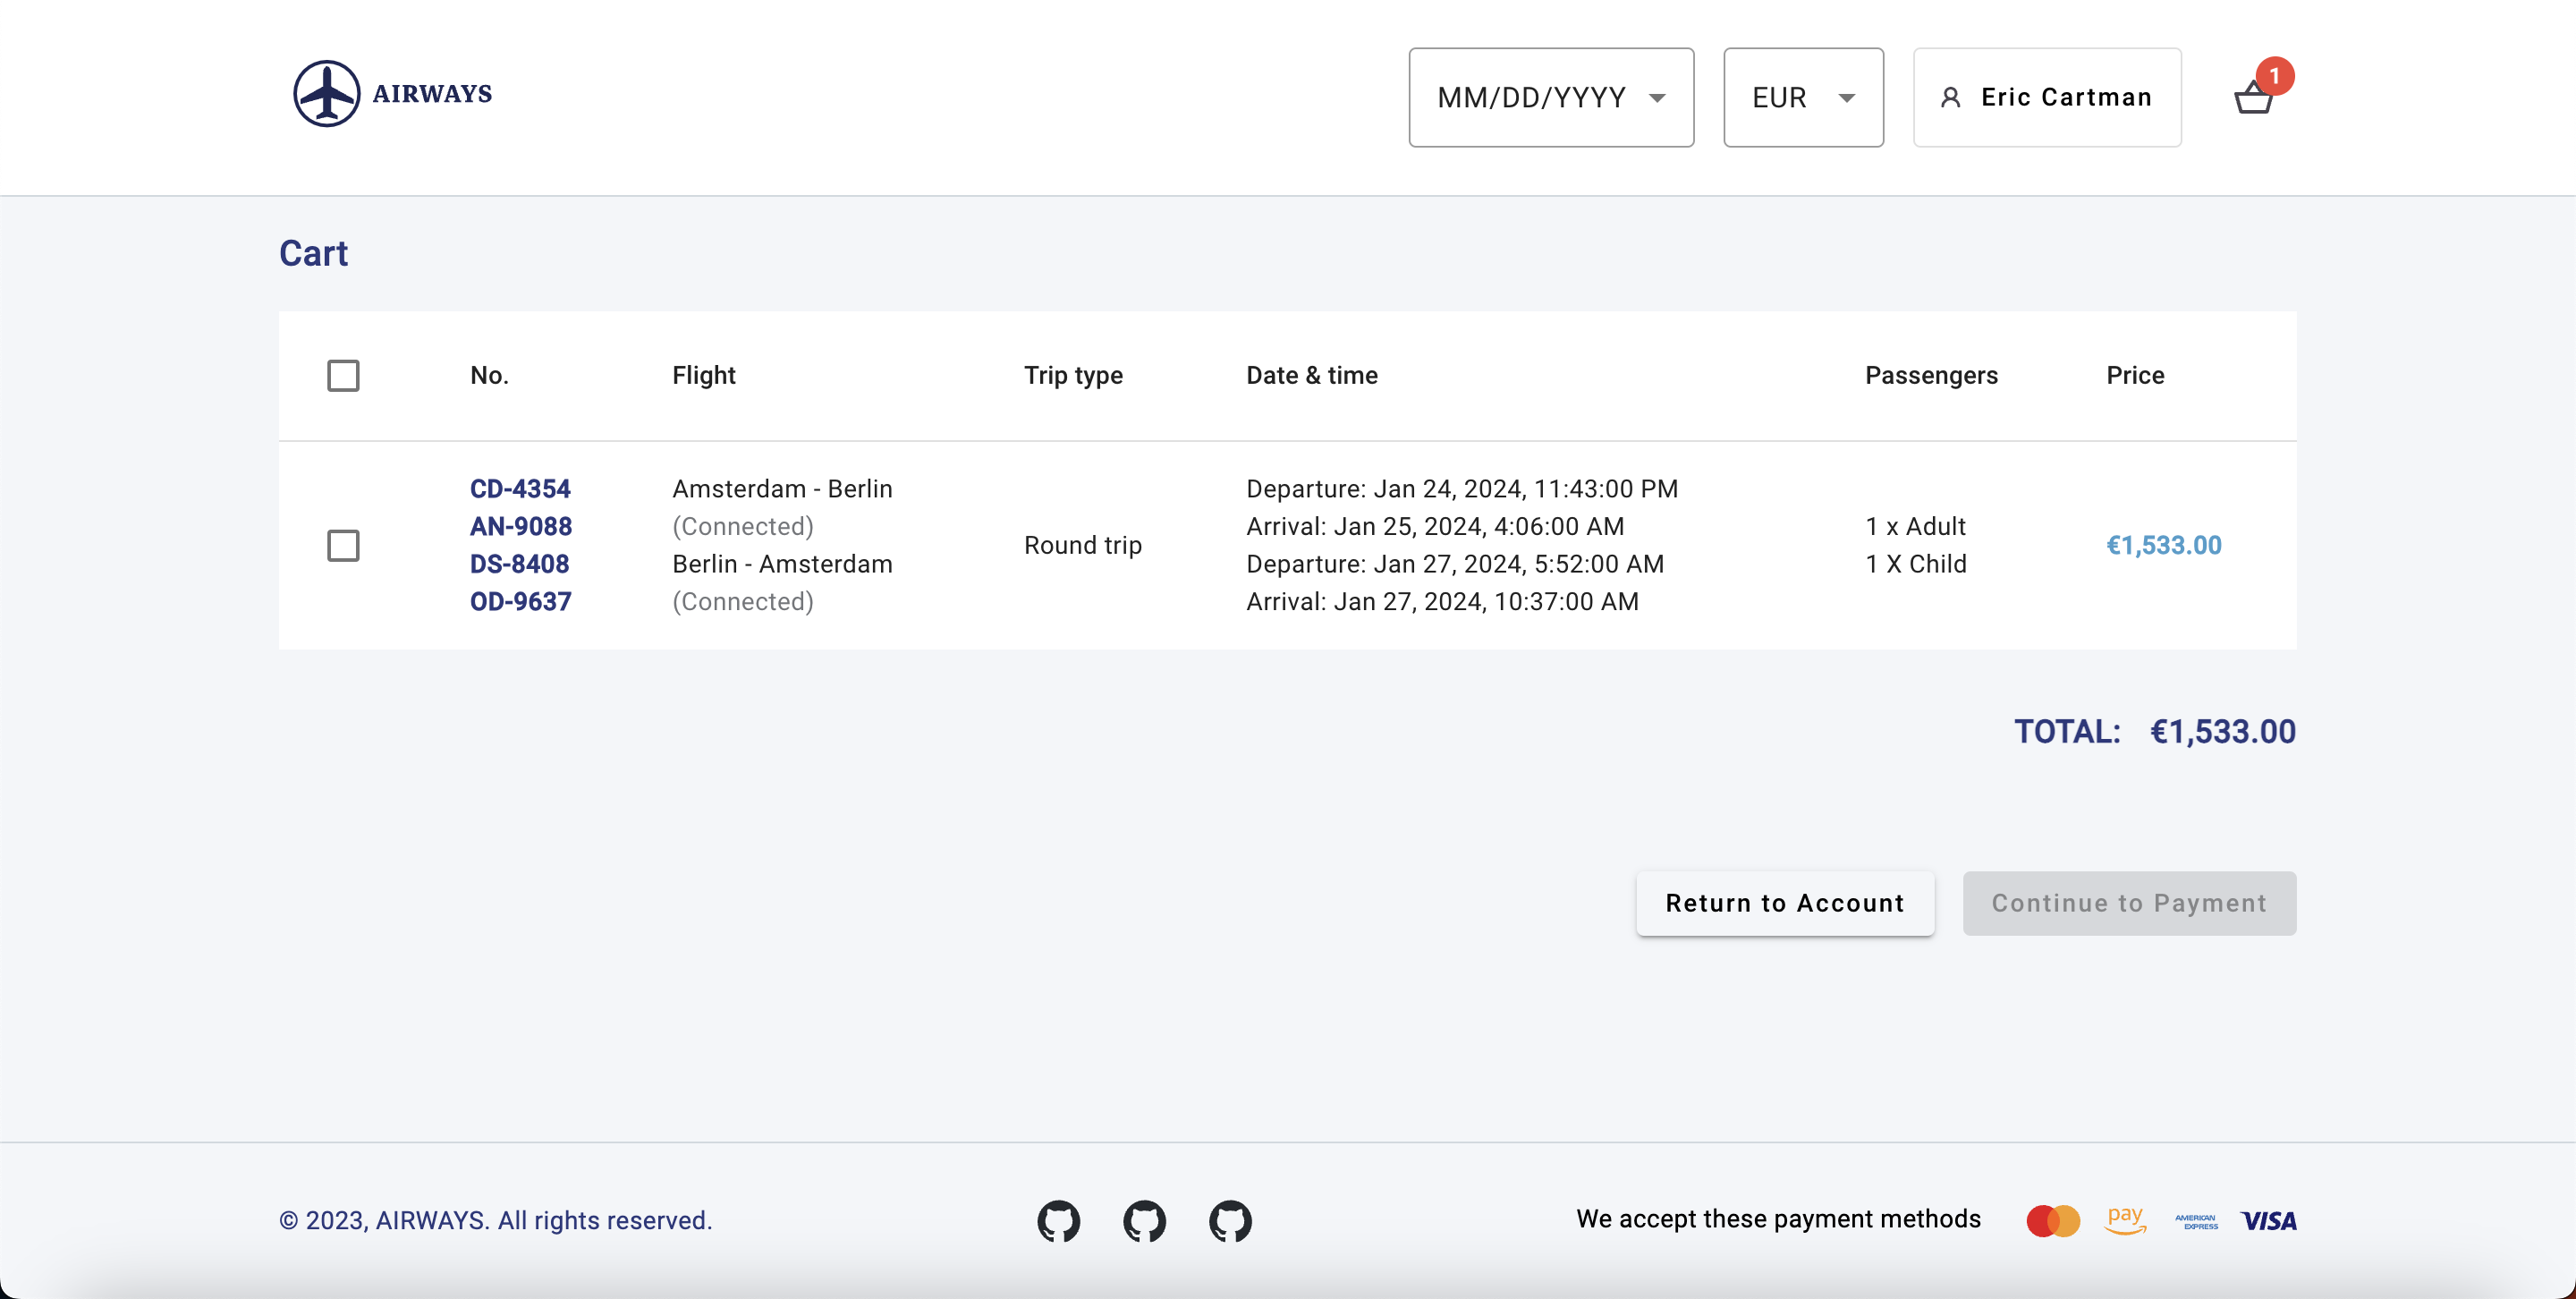 AIRWAYS
MM/DD/YYYY
EUR
Eric Cartman
1
Cart
No. Flight Trip type Date & time Passengers Price
CD-4354 Amsterdam - Berlin Departure: Jan 24, 2024, 11:43:00 PM
AN-9088 (Connected) Arrival: Jan 25, 2024, 4:06:00 AM 1 x Adult
Round trip €1,533.00
DS-8408 Berlin - Amsterdam Departure: Jan 27, 2024, 5:52:00 AM 1 X Child
OD-9637 (Connected) Arrival: Jan 27, 2024, 10:37:00 AM
TOTAL: €1,533.00
Return to Account
Continue to Payment
© 2023, AIRWAYS. All rights reserved.
We accept these payment methods
pay
AMERICAN
EXPRESS
VISA